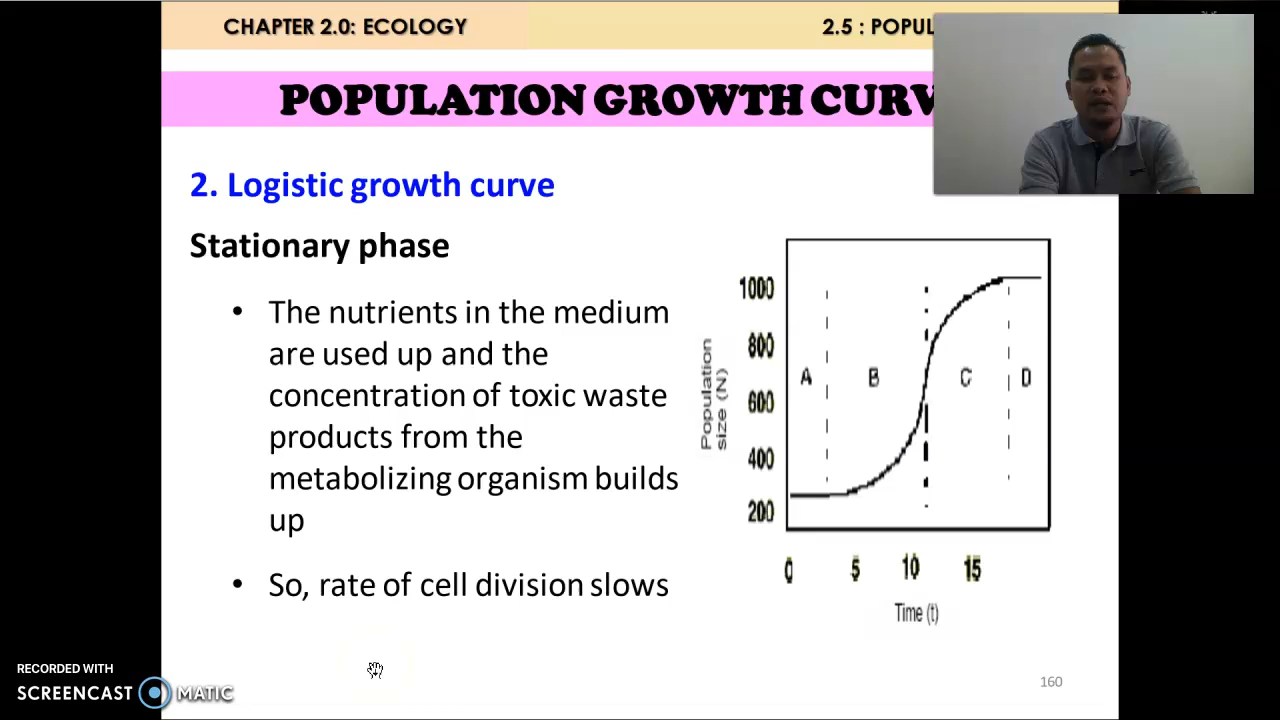 CHAPTER 2.0: ECOLOGY
2.5 : POPUL
POPULATION GROWTH CURV
2. Logistic growth curve
Stationary phase
• The nutrients in the medium
are used up and the
concentration of toxic waste
products from the
metabolizing organism builds
up
• So, rate of cell division slows
Population
size (N)
1000
800
600
400
200
A B C D
0 5 10 15
Time (t)
160
RECORDED WITH
SCREENCAST MATIC